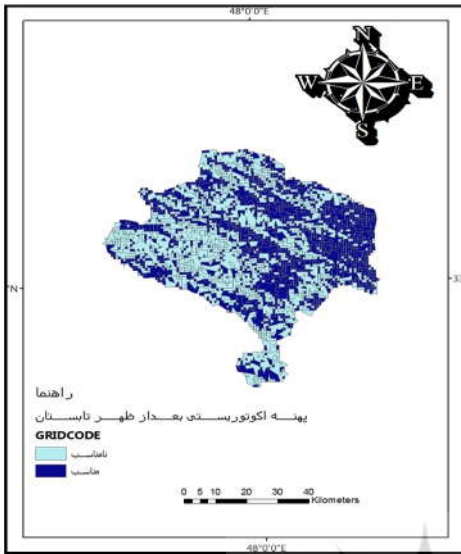 48°0'0"E
N
W E
S
°N
33
راهنما
پهنه اکوتوریستی بعداز ظهر تابستان
GRIDCODE
نامناسب
مناسب
0 5 10 20 30 40
Kilometers
48°0'0"E